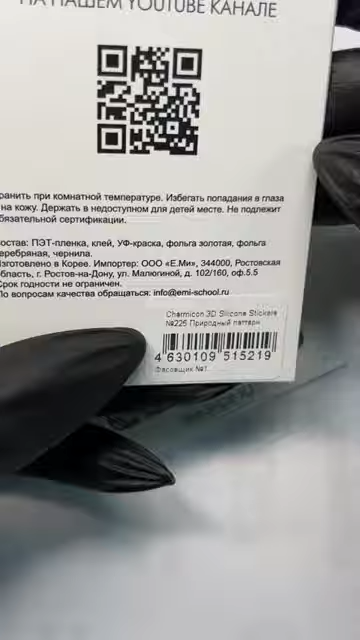 НА НАШЕМ YOUTUBE КАНАЛЕ
ранить при комнатной температуре. Избегать попадания в глаза
на кожу. Держать в недоступном для детей месте. Не подлежит
бязательной сертификации.
остав: ПЭТ-пленка, клей, УФ-краска, фольга золотая, фольга
еребряная, чернила.
зготовлено в Корее. Импортер: ООО «Е.Ми», 344000, Ростовская
бласть, г. Ростов-на-Дону, ул. Малюгиной, д. 102/160, оф.5.5
рок годности не ограничен.
о вопросам качества обращаться: info@emi-school.ru
Charmicon 3D Silicone Stickers
№225 Природный паттерн
4 630109 515219
Фасовщик №1